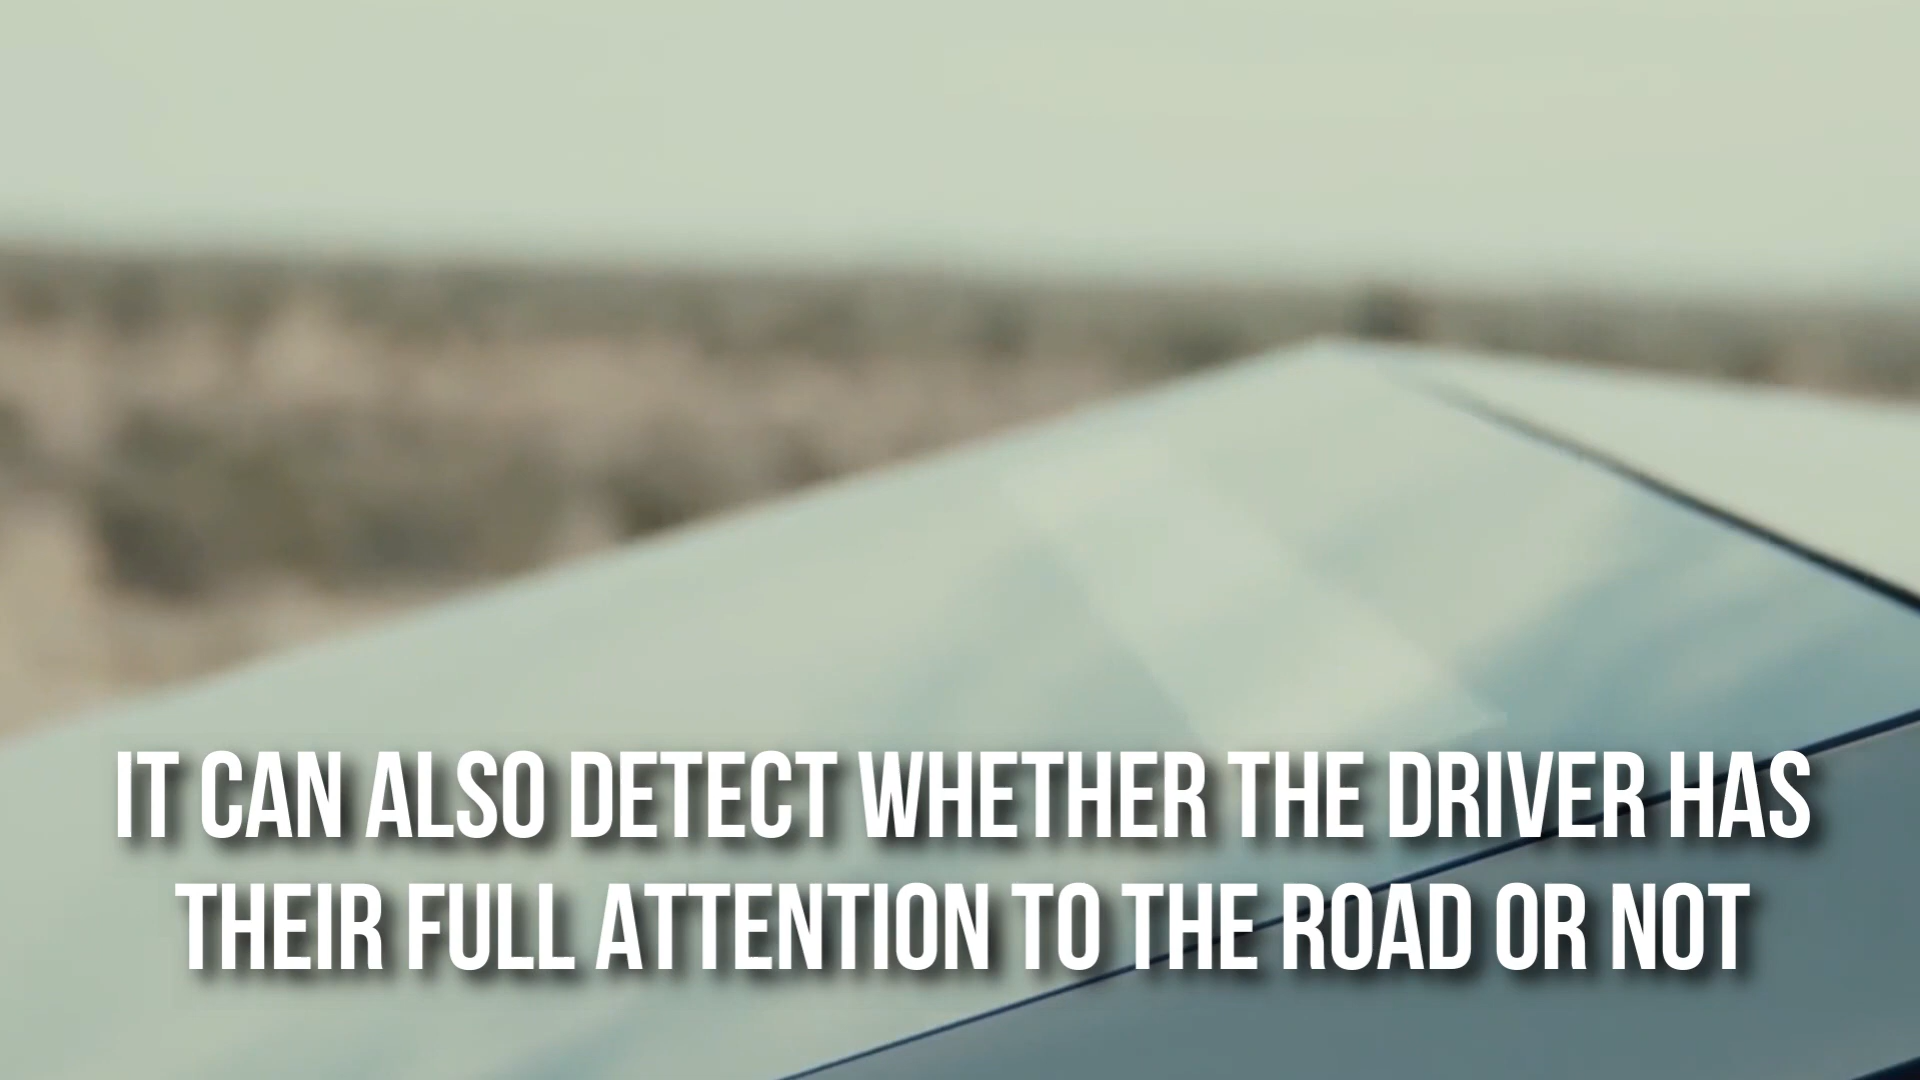 IT CAN ALSO DETECT WHETHER THE DRIVER HAS
THEIR FULL ATTENTION TO THE ROAD OR NOT